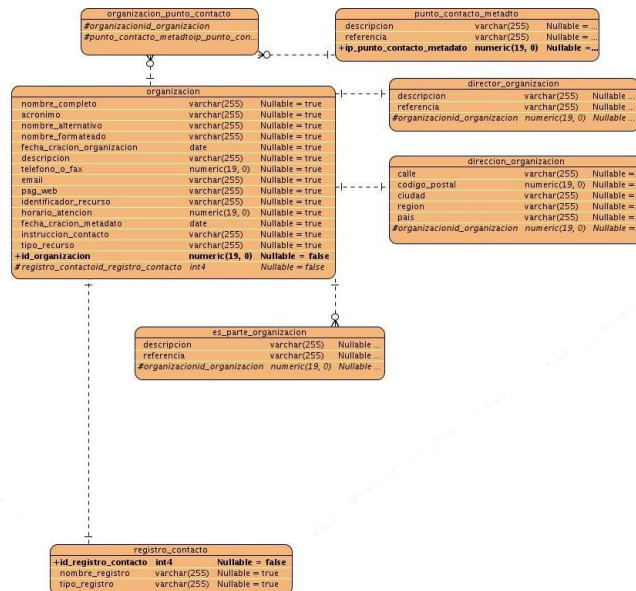 organizacion_punto_contacto
#organizacionid_organizacion
#punto_contacto_metadtoip_punto_con...
punto_contacto_metadto
descripcion varchar(255) Nullable = ...
referencia varchar(255) Nullable = ...
+ip_punto_contacto_metadato numeric(19, 0) Nullable =...
organizacion
nombre_completo varchar(255) Nullable = true
acronimo varchar(255) Nullable = true
nombre_alternativo varchar(255) Nullable = true
nombre_formateado varchar(255) Nullable = true
fecha_cracion_organizacion date Nullable = true
descripcion varchar(255) Nullable = true
telefono_o_fax numeric(19, 0) Nullable = true
email varchar(255) Nullable = true
pag_web varchar(255) Nullable = true
identificador_recurso varchar(255) Nullable = true
horario_atencion numeric(19, 0) Nullable = true
fecha_cracion_metadato date Nullable = true
instruccion_contacto varchar(255) Nullable = true
tipo_recurso varchar(255) Nullable = true
+id_organizacion numeric(19, 0) Nullable = false
#registro_contactoid_registro_contacto int4 Nullable = false
director_organizacion
descripcion varchar(255) Nullable =
referencia varchar(255) Nullable =
#organizacionid_organizacion numeric(19, 0) Nullable =
direccion_organizacion
calle varchar(255) Nullable =
codigo_postal numeric(19, 0) Nullable =
ciudad varchar(255) Nullable =
region varchar(255) Nullable =
pais varchar(255) Nullable =
#organizacionid_organizacion numeric(19, 0) Nullable =
es_parte_organizacion
descripcion varchar(255) Nullable ...
referencia varchar(255) Nullable ...
#organizacionid_organizacion numeric(19, 0) Nullable ...
registro_contacto
+id_registro_contacto int4 Nullable = false
nombre_registro varchar(255) Nullable = true
tipo_registro varchar(255) Nullable = true